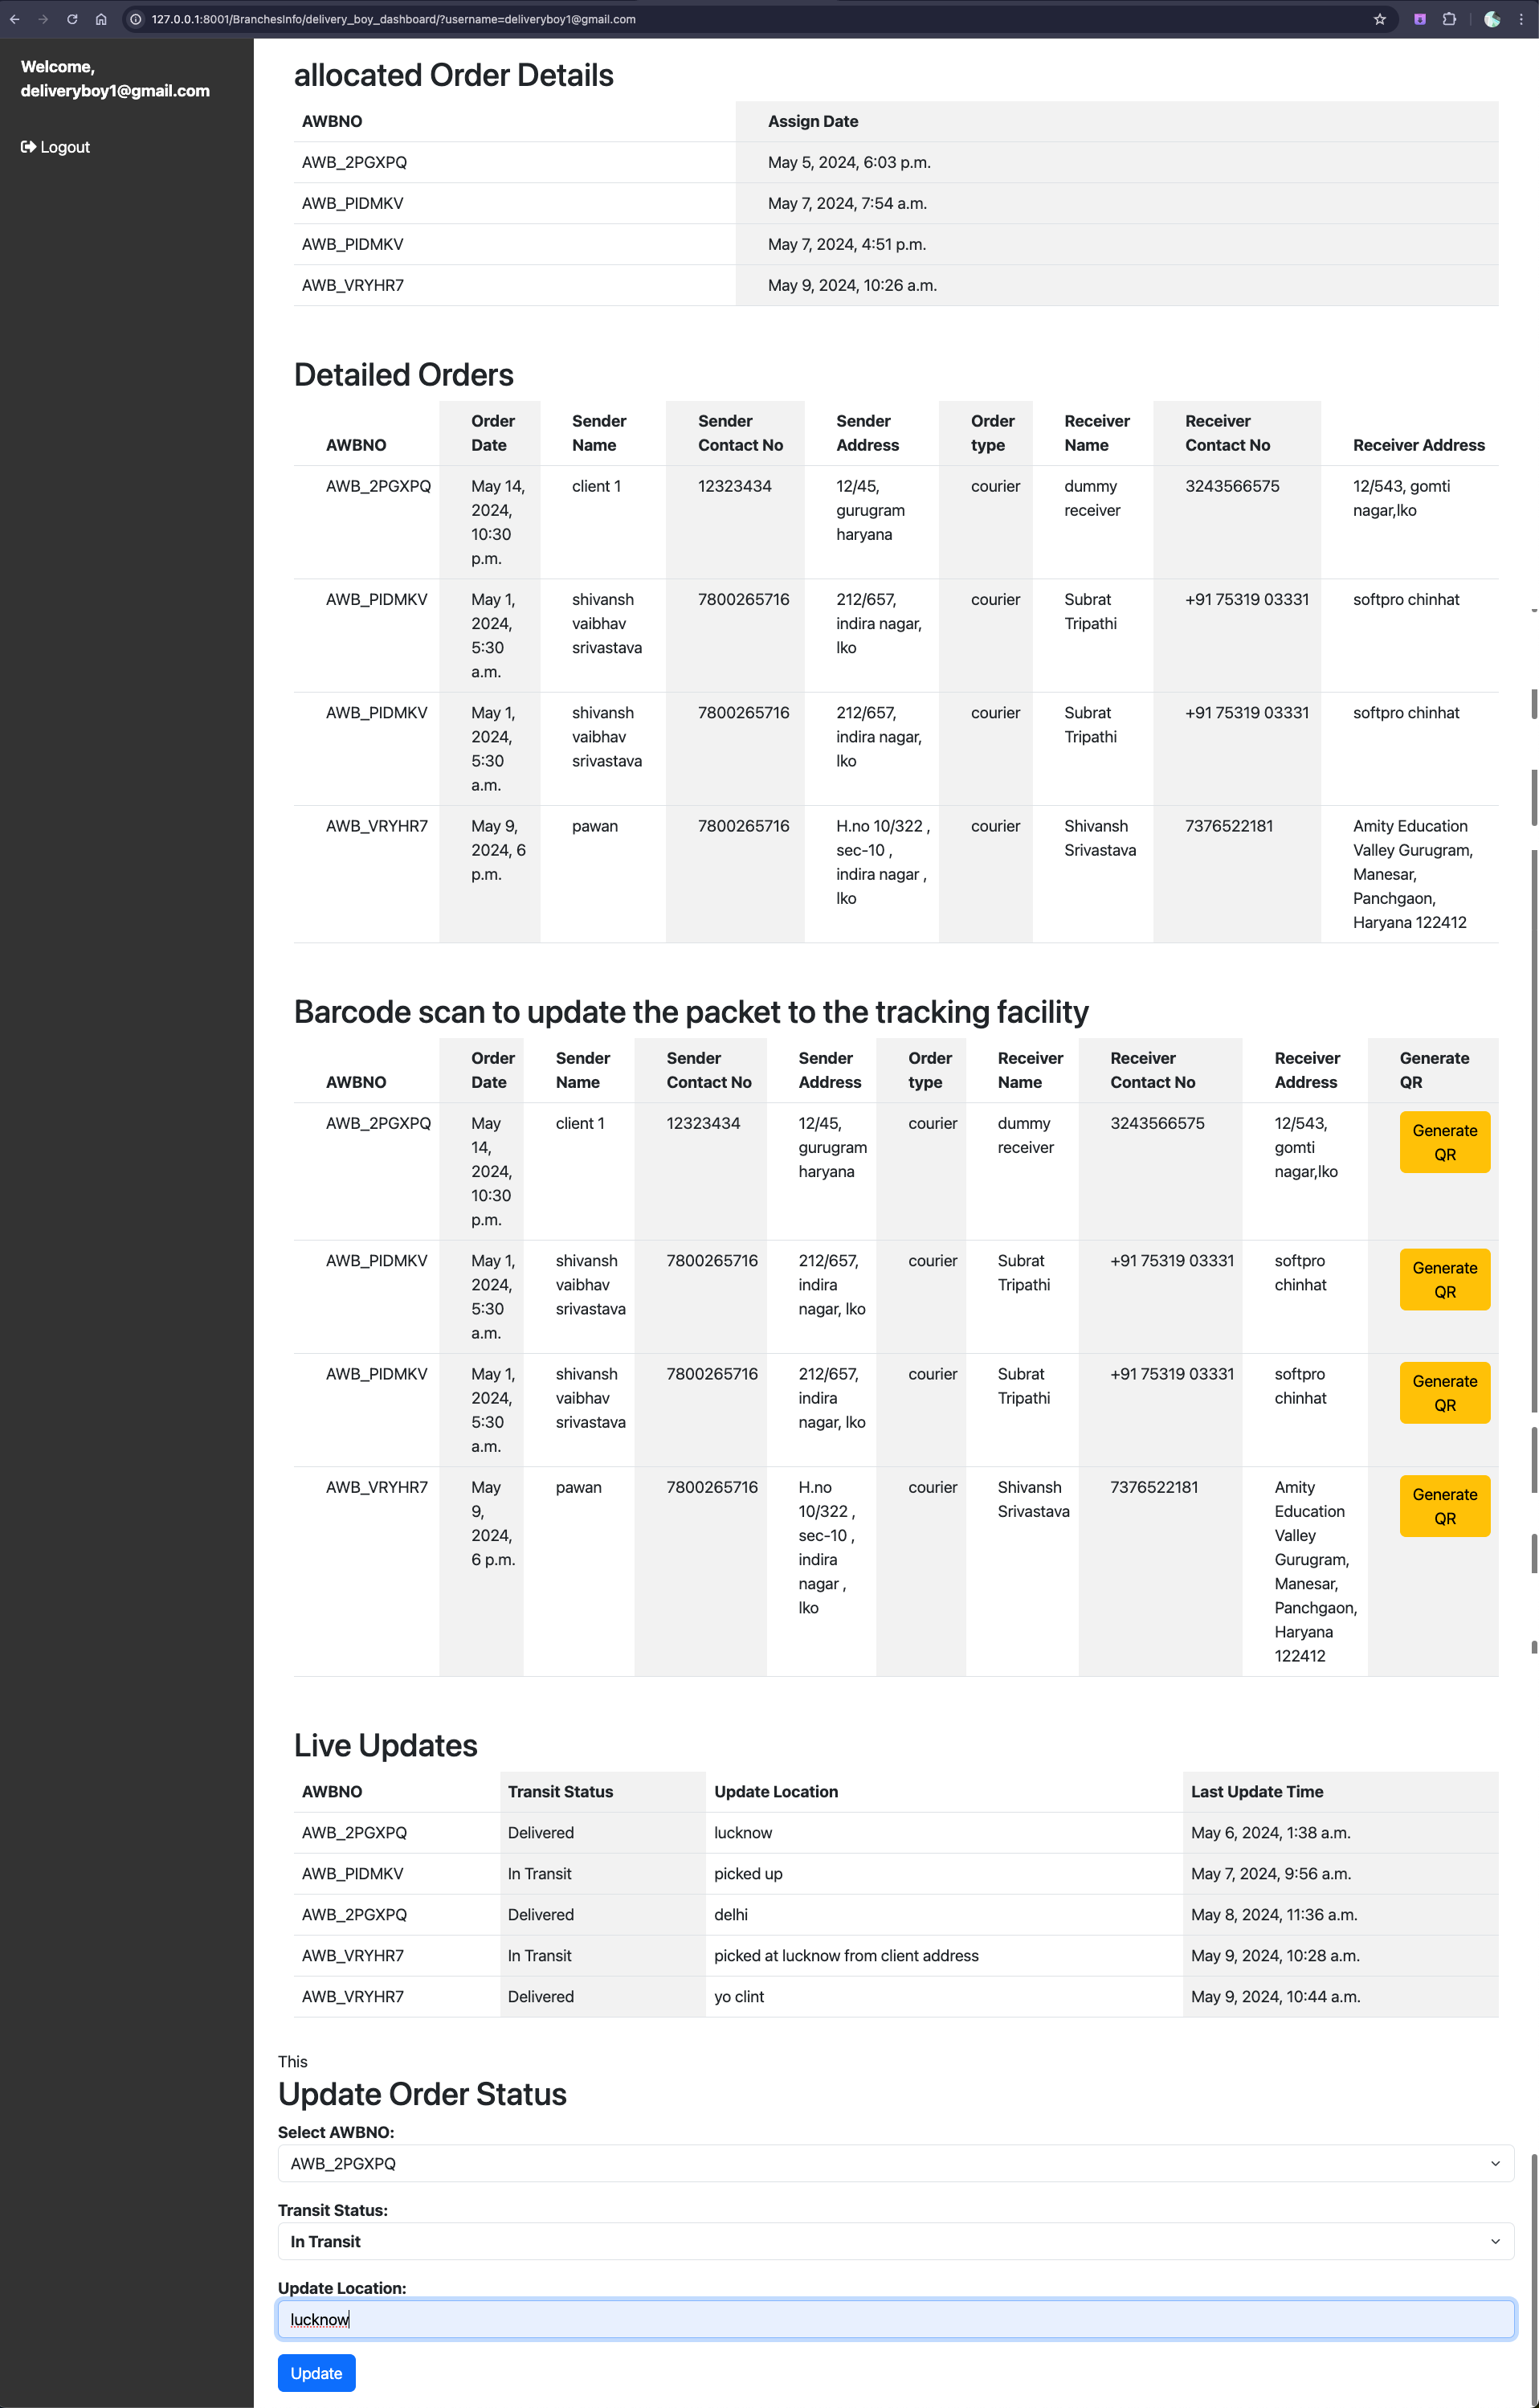 127.0.0.1:8001/BranchesInfo/delivery_boy_dashboard/?username=deliveryboy1@gmail.com
Welcome,
deliveryboy1@gmail.com
Logout
allocated Order Details
AWBNO Assign Date
AWB_2PGXPQ May 5, 2024, 6:03 p.m.
AWB_PIDMKV May 7, 2024, 7:54 a.m.
AWB_PIDMKV May 7, 2024, 4:51 p.m.
AWB_VRYHR7 May 9, 2024, 10:26 a.m.
Detailed Orders
Order Sender Sender Sender Order Receiver Receiver
AWBNO Date Name Contact No Address type Name Contact No Receiver Address
AWB_2PGXPQ May 14, client 1 12323434 12/45, courier dummy 3243566575 12/543, gomti
2024, gurugram receiver nagar,lko
10:30 haryana
p.m.
AWB_PIDMKV May 1, shivansh 7800265716 212/657, courier Subrat +91 75319 03331 softpro chinhat
2024, vaibhav indira nagar, Tripathi
5:30 srivastava lko
a.m.
AWB_PIDMKV May 1, shivansh 7800265716 212/657, courier Subrat +91 75319 03331 softpro chinhat
2024, vaibhav indira nagar, Tripathi
5:30 srivastava lko
a.m.
AWB_VRYHR7 May 9, pawan 7800265716 H.no 10/322 , courier Shivansh 7376522181 Amity Education
2024, 6 sec-10 , Srivastava Valley Gurugram,
p.m. indira nagar , Manesar,
lko Panchgaon,
Haryana 122412
Barcode scan to update the packet to the tracking facility
Order Sender Sender Sender Order Receiver Receiver Receiver Generate
AWBNO Date Name Contact No Address type Name Contact No Address QR
AWB_2PGXPQ May client 1 12323434 12/45, courier dummy 3243566575 12/543, Generate
14, gurugram receiver gomti QR
2024, haryana nagar,lko
10:30
p.m.
AWB_PIDMKV May 1, shivansh 7800265716 212/657, courier Subrat +91 75319 03331 softpro Generate
2024, vaibhav indira Tripathi chinhat QR
5:30 srivastava nagar, lko
a.m.
AWB_PIDMKV May 1, shivansh 7800265716 212/657, courier Subrat +91 75319 03331 softpro Generate
2024, vaibhav indira Tripathi chinhat QR
5:30 srivastava nagar, lko
a.m.
AWB_VRYHR7 May pawan 7800265716 H.no courier Shivansh 7376522181 Amity Generate
9, 10/322 , Srivastava Education QR
2024, sec-10 , Valley
6 p.m. indira Gurugram,
nagar , Manesar,
lko Panchgaon,
Haryana
122412
Live Updates
AWBNO Transit Status Update Location Last Update Time
AWB_2PGXPQ Delivered lucknow May 6, 2024, 1:38 a.m.
AWB_PIDMKV In Transit picked up May 7, 2024, 9:56 a.m.
AWB_2PGXPQ Delivered delhi May 8, 2024, 11:36 a.m.
AWB_VRYHR7 In Transit picked at lucknow from client address May 9, 2024, 10:28 a.m.
AWB_VRYHR7 Delivered yo clint May 9, 2024, 10:44 a.m.
This
Update Order Status
Select AWBNO:
AWB_2PGXPQ
Transit Status:
In Transit
Update Location:
lucknow
Update